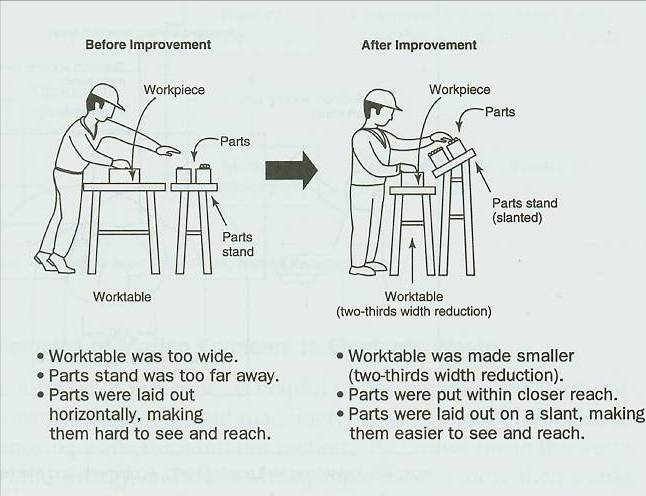 Before Improvement
Workpiece
Parts
Parts
stand
Worktable
• Worktable was too wide.
• Parts stand was too far away.
• Parts were laid out
horizontally, making
them hard to see and reach.
After Improvement
Workpiece
Parts
Parts stand
(slanted)
Worktable
(two-thirds width reduction)
• Worktable was made smaller
(two-thirds width reduction).
• Parts were put within closer reach.
• Parts were laid out on a slant, making
them easier to see and reach.